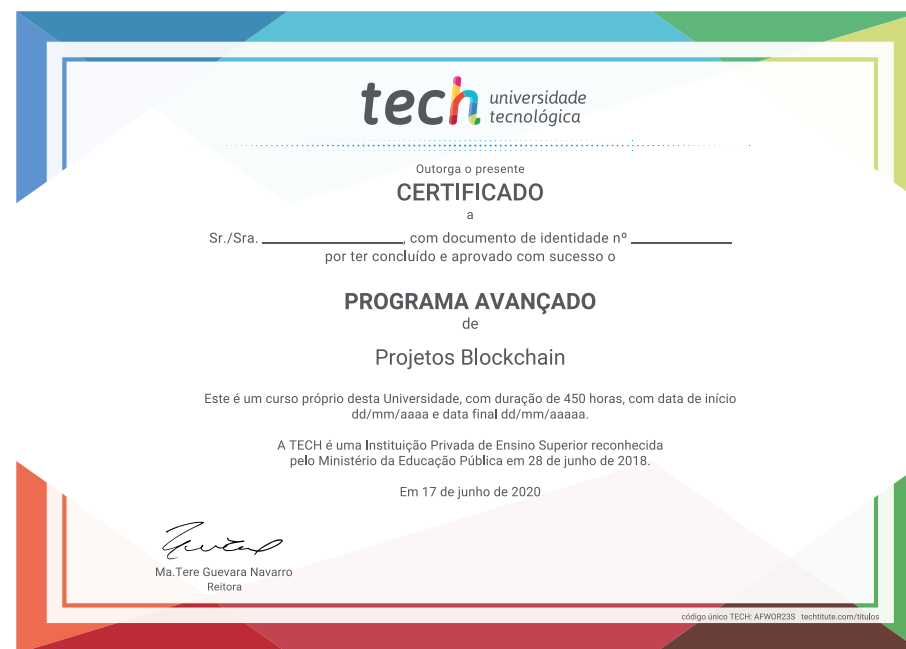 tech universidade
tecnológica
Outorga o presente
CERTIFICADO
a
Sr./Sra. ________________, com documento de identidade nº ____________
por ter concluído e aprovado com sucesso o
PROGRAMA AVANÇADO
de
Projetos Blockchain
Este é um curso próprio desta Universidade, com duração de 450 horas, com data de início
dd/mm/aaaa e data final dd/mm/aaaaa.
A TECH é uma Instituição Privada de Ensino Superior reconhecida
pelo Ministério da Educação Pública em 28 de junho de 2018.
Em 17 de junho de 2020
Ma.Tere Guevara Navarro
Reitora
código único TECH: AFWOR23S techtitute.com/titulos